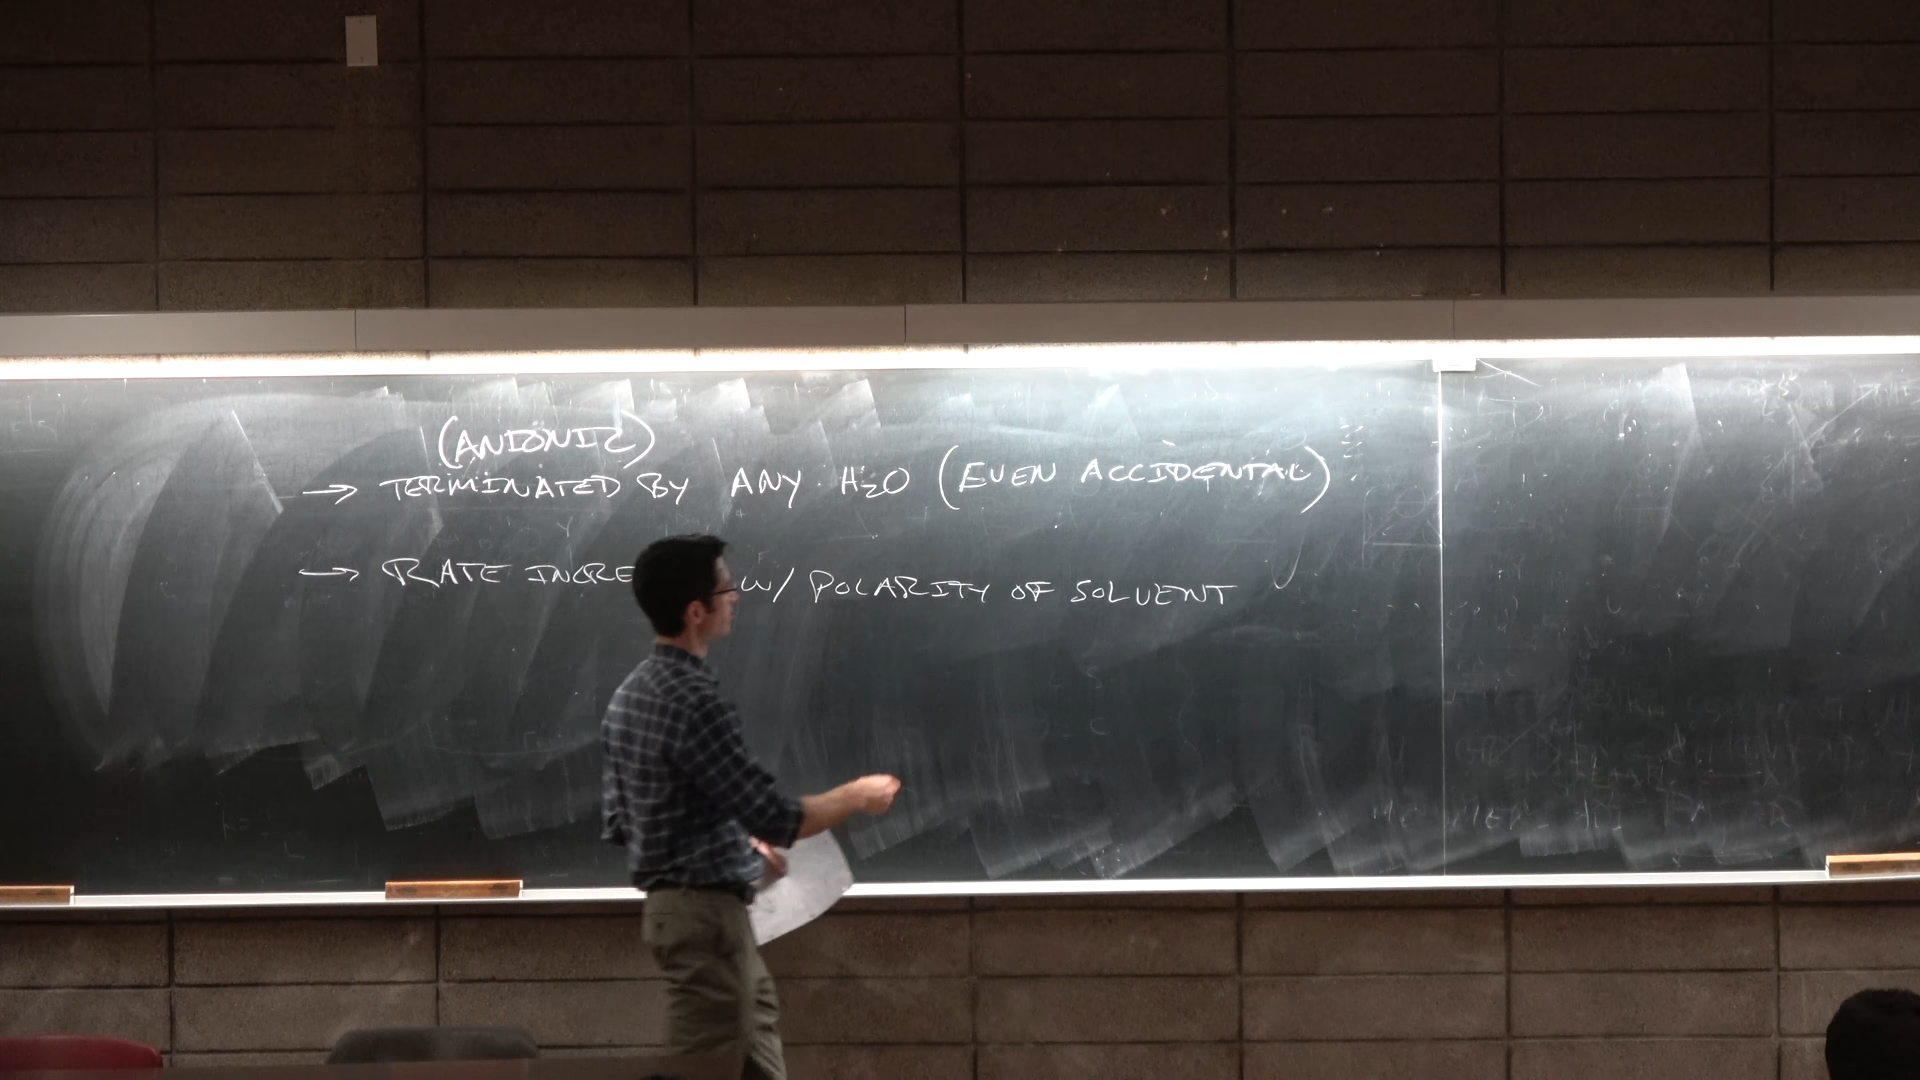 (ANIONIC)
→ TERMINATED BY ANY H2O (EVEN ACCIDENTAL)
→ RATE INCRE W/ POLARITY OF SOLVENT